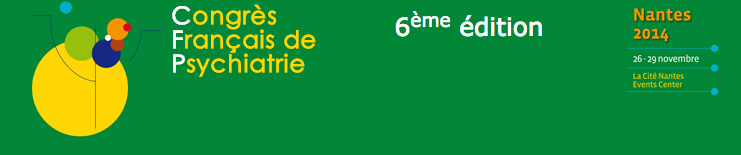 Congrès
Français de
Psychiatrie
6ème édition
Nantes
2014
26 - 29 novembre
La Cité Nantes
Events Center